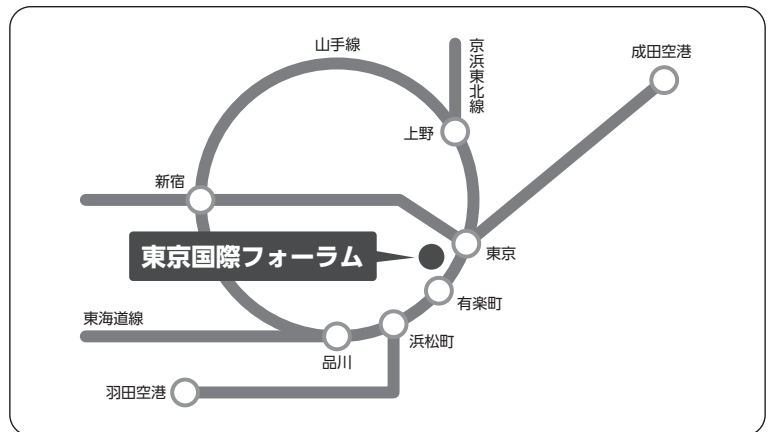 山手線
京浜東北線
成田空港
上野
新宿
東京国際フォーラム
東京
有楽町
東海道線
浜松町
品川
羽田空港